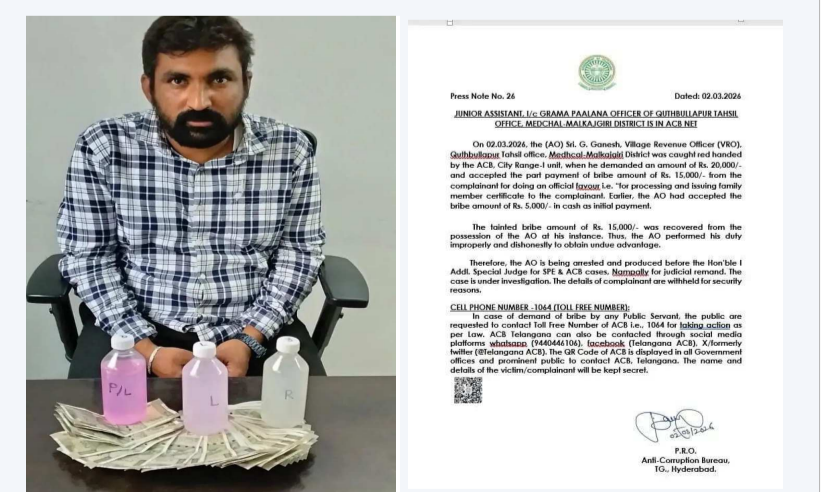 P/L
L
R
Press Note No. 26
Dated: 02.03.2026
JUNIOR ASSISTANT, I/c GRAMA PAALANA OFFICER OF QUTHBULLAPUR TAHSIL
OFFICE, MEDCHAL-MALKAJGIRI DISTRICT IS IN ACB NET
On 02.03.2026, the (AO) Sri. G. Ganesh, Village Revenue Officer (VRO),
Quthbullapur Tahsil office, Medhcal-Malkajgiri District was caught red handed
by the ACB, City Range-I unit, when he demanded an amount of Rs. 20,000/-
and accepted the part payment of bribe amount of Rs. 15,000/- from the
complainant for doing an official favour i.e. "for processing and issuing family
member certificate to the complainant. Earlier, the AO had accepted the
bribe amount of Rs. 5,000/- in cash as initial payment.
The tainted bribe amount of Rs. 15,000/- was recovered from the
possession of the AO at his instance. Thus, the AO performed his duty
improperly and dishonestly to obtain undue advantage.
Therefore, the AO is being arrested and produced before the Hon'ble I
Addl. Special Judge for SPE & ACB cases, Nampally for judicial remand. The
case is under investigation. The details of complainant are withheld for security
reasons.
CELL PHONE NUMBER -1064 (TOLL FREE NUMBER):
In case of demand of bribe by any Public Servant, the public are
requested to contact Toll Free Number of ACB i.e., 1064 for taking action as
per Law. ACB Telangana can also be contacted through social media
platforms whatsapp (9440446106), facebook (Telangana ACB), X/formerly
twitter (@Telangana ACB). The QR Code of ACB is displayed in all Government
offices and prominent public to contact ACB, Telangana. The name and
details of the victim/complainant will be kept secret.
02/03/2026
P.R.O.
Anti-Corruption Bureau,
TG., Hyderabad.